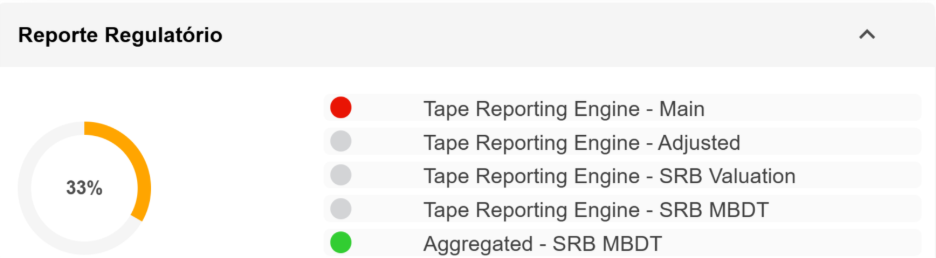 Reporte Regulatório
33%
Tape Reporting Engine - Main
Tape Reporting Engine - Adjusted
Tape Reporting Engine - SRB Valuation
Tape Reporting Engine - SRB MBDT
Aggregated - SRB MBDT